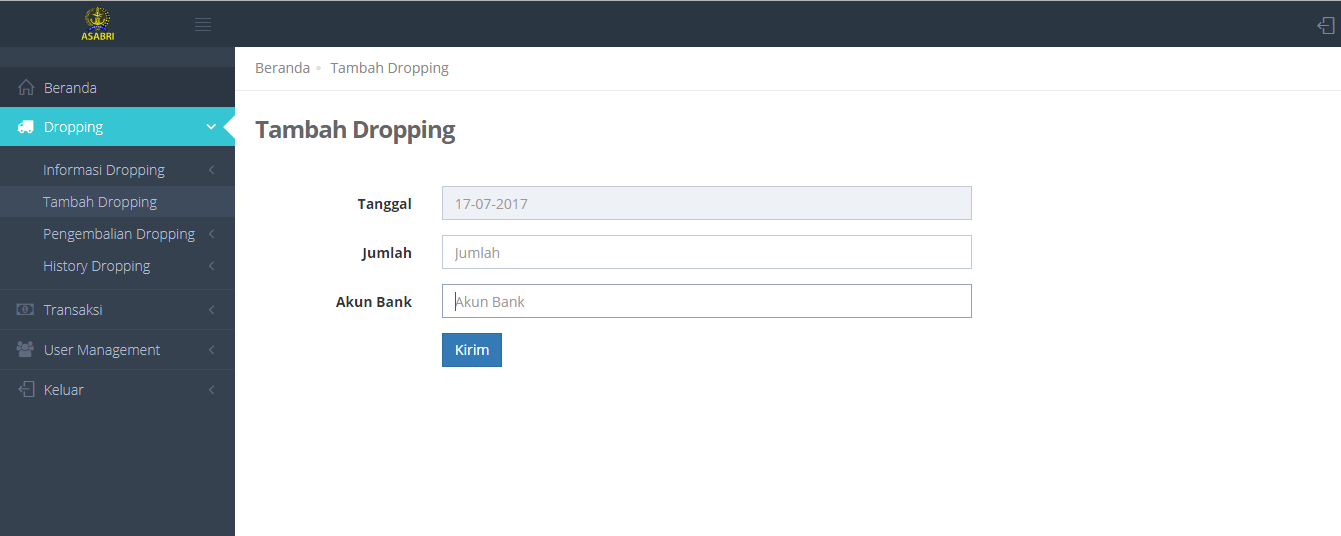 ASABRI
Beranda
Dropping
Informasi Dropping
Tambah Dropping
Pengembalian Dropping
History Dropping
Transaksi
User Management
Keluar
Beranda Tambah Dropping
Tambah Dropping
Tanggal 17-07-2017
Jumlah Jumlah
Akun Bank Akun Bank
Kirim